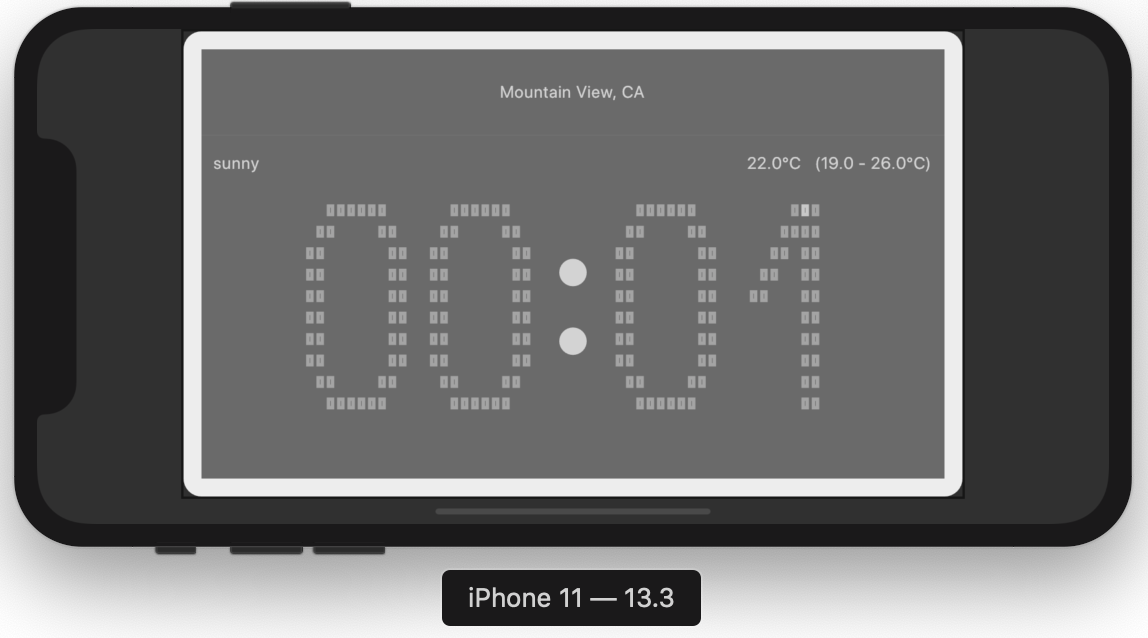 Mountain View, CA
sunny
22.0°C (19.0 - 26.0°C)
00:01
iPhone 11 — 13.3